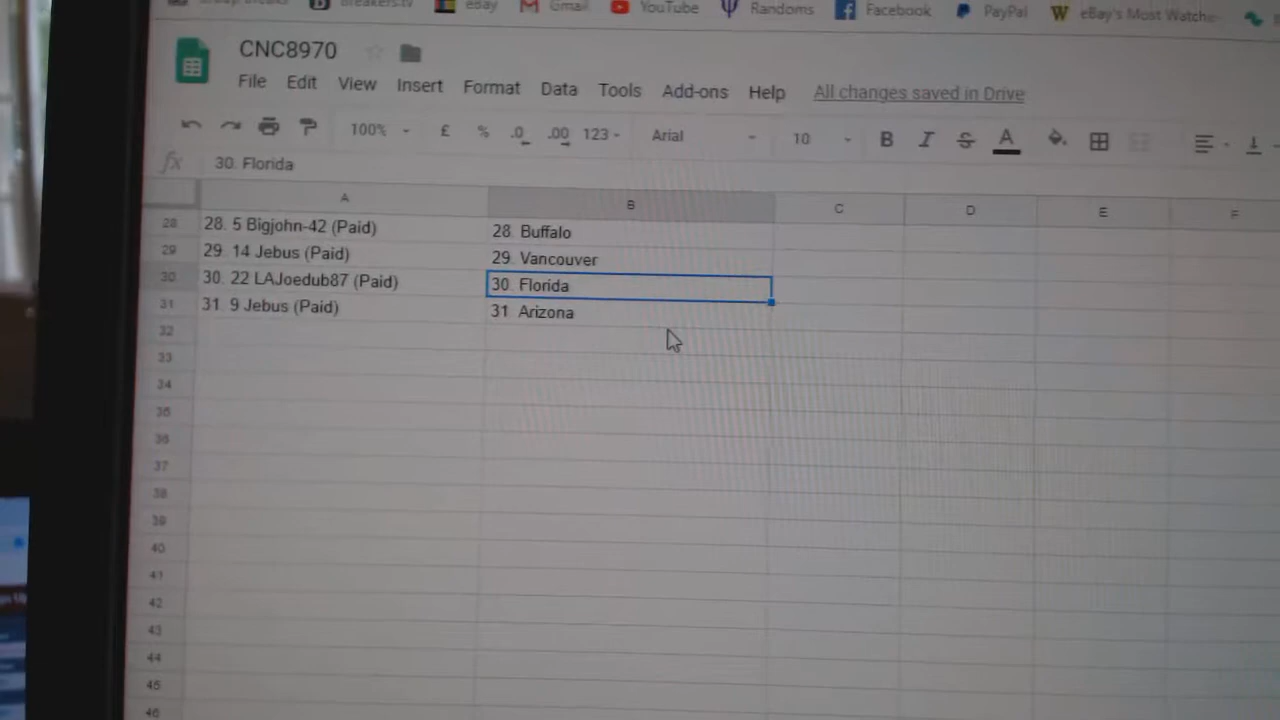 eBay Gmail YouTube Randoms Facebook PayPal eBay's Most Watche
CNC8970
File Edit View Insert Format Data Tools Add-ons Help All changes saved in Drive
100% £ % .0 .00 123 Arial 10 B I S A
fx 30. Florida
A B C D E F
28 28. 5 Bigjohn-42 (Paid) 28. Buffalo
29 29. 14 Jebus (Paid) 29. Vancouver
30 30. 22 LAJoedub87 (Paid) 30. Florida
31 31. 9 Jebus (Paid) 31 Arizona
32
33
34
35
36
37
38
39
40
41
42
43
44
45
46